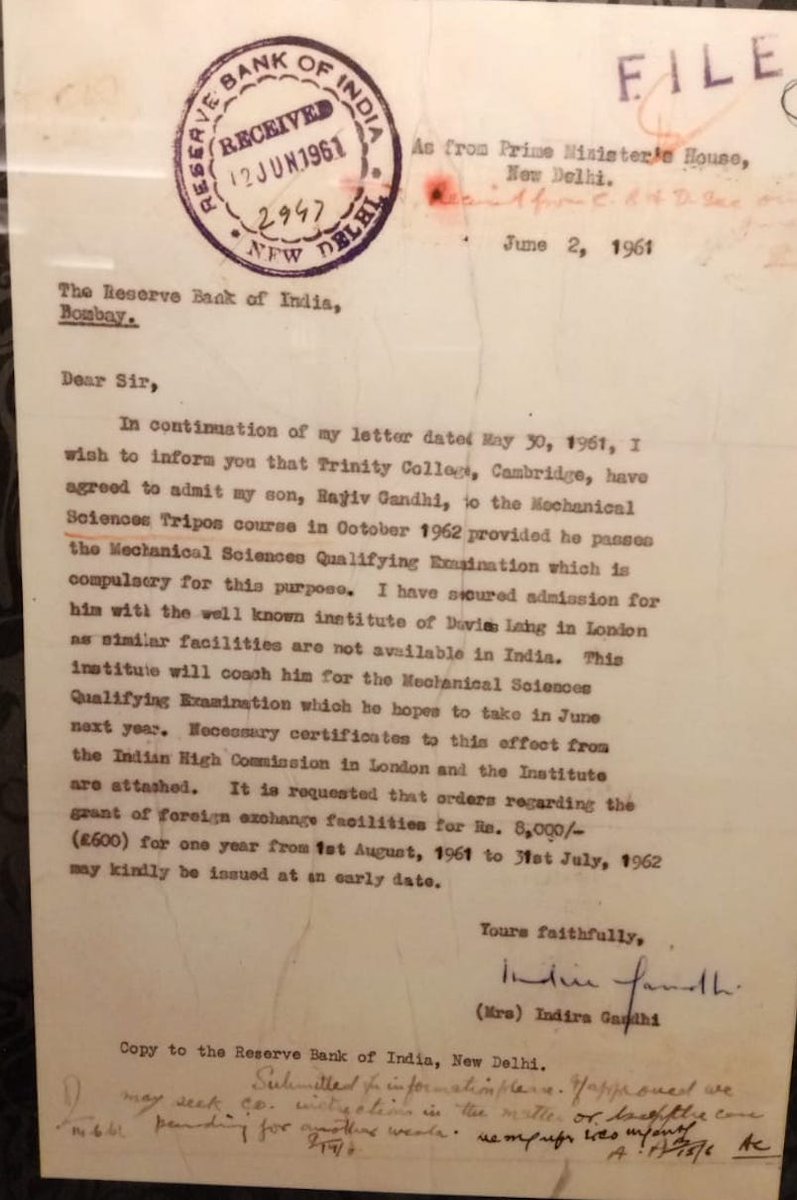 FILE
RESERVE BANK OF INDIA
RECEIVED
12 JUN 1961
2947
NEW DELHI
As from Prime Minister's House,
New Delhi.
June 2, 1961
The Reserve Bank of India,
Bombay.
Dear Sir,
In continuation of my letter dated May 30, 1961, I
wish to inform you that Trinity College, Cambridge, have
agreed to admit my son, Rajiv Gandhi, to the Mechanical
Sciences Tripos course in October 1962 provided he passes
the Mechanical Sciences Qualifying Examination which is
compulsory for this purpose. I have secured admission for
him with the well known institute of Davies Lang in London
as similar facilities are not available in India. This
institute will coach him for the Mechanical Sciences
Qualifying Examination which he hopes to take in June
next year. Necessary certificates to this effect from
the Indian High Commission in London and the Institute
are attached. It is requested that orders regarding the
grant of foreign exchange facilities for Rs. 8,000/-
(£600) for one year from 1st August, 1961 to 31st July, 1962
may kindly be issued at an early date.
Yours faithfully,
Indira Gandhi
(Mrs) Indira Gandhi
Copy to the Reserve Bank of India, New Delhi.
Submitted for information please. If approved we
may seek C.O. instructions in the matter or keep the case
pending for another week.